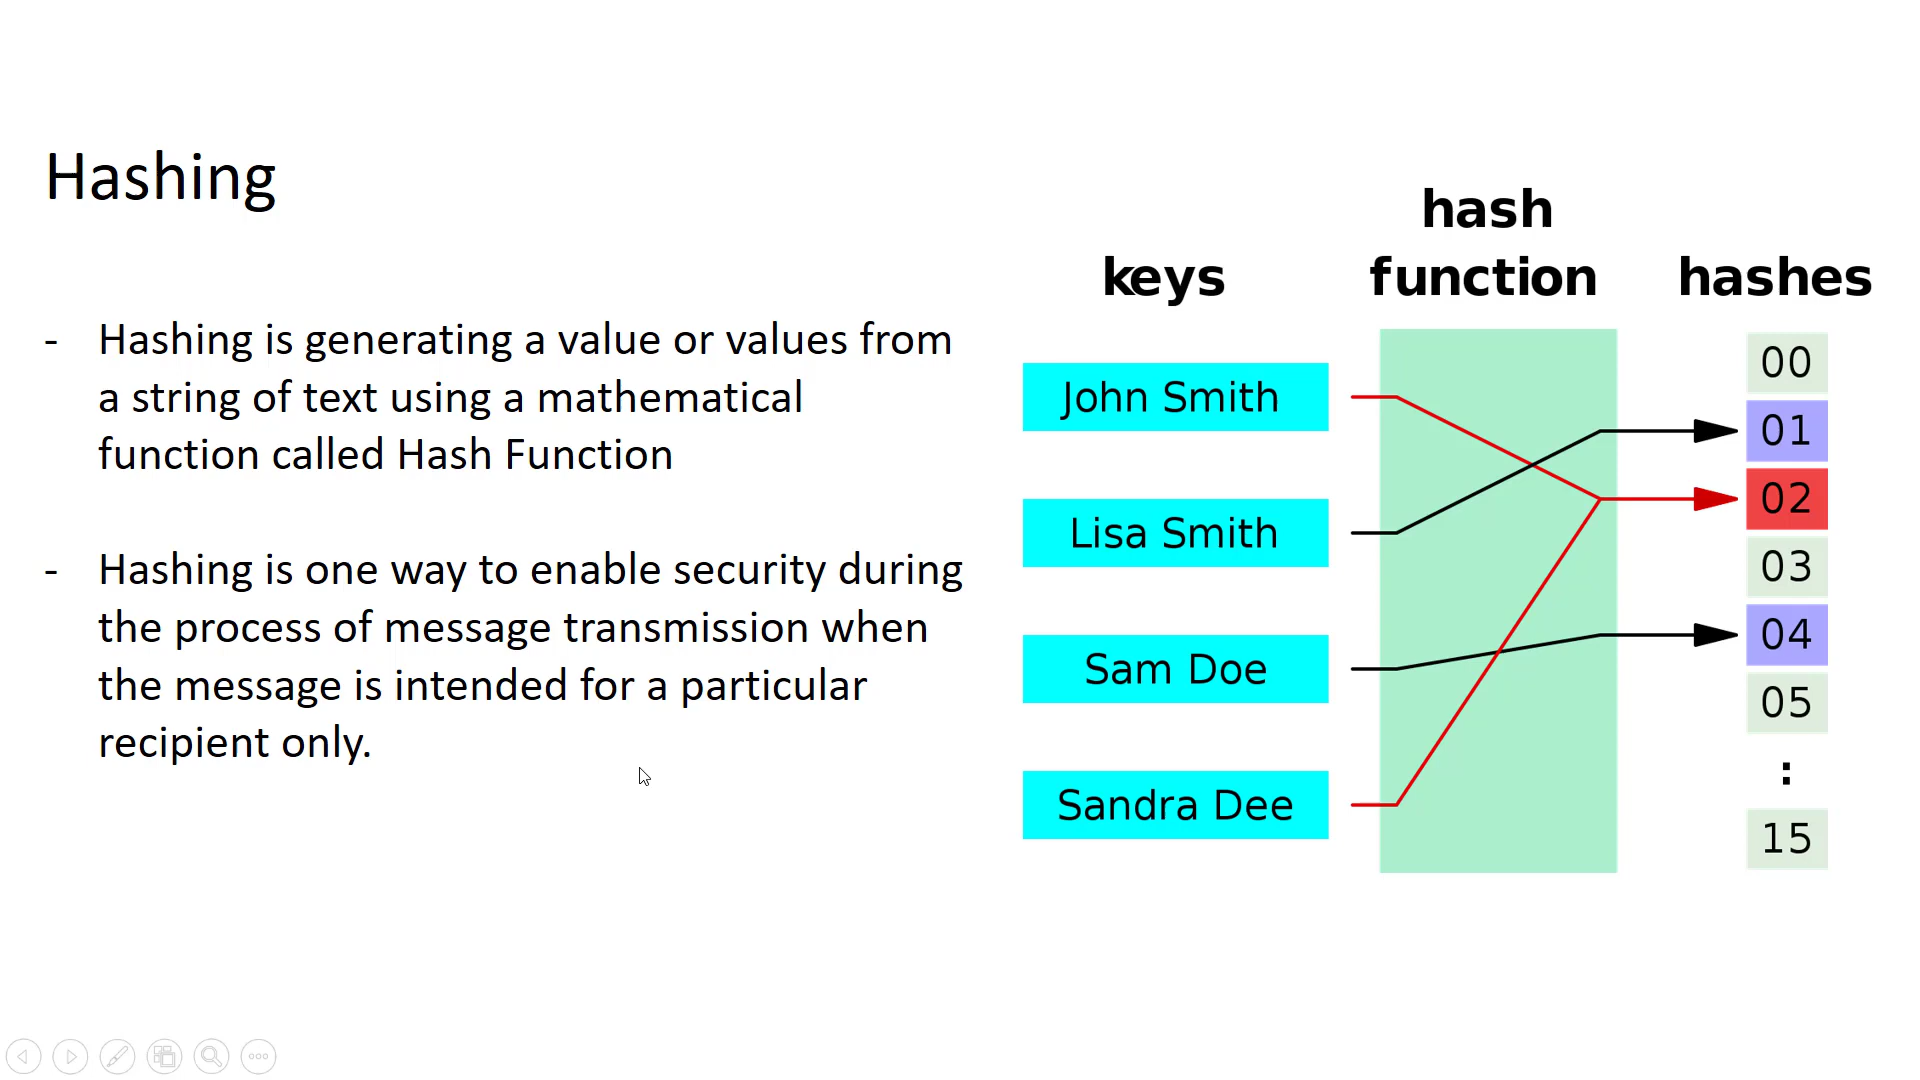 Hashing
- Hashing is generating a value or values from
a string of text using a mathematical
function called Hash Function
- Hashing is one way to enable security during
the process of message transmission when
the message is intended for a particular
recipient only.
hash
keys function hashes
John Smith
Lisa Smith
Sam Doe
Sandra Dee
00
01
02
03
04
05
:
15